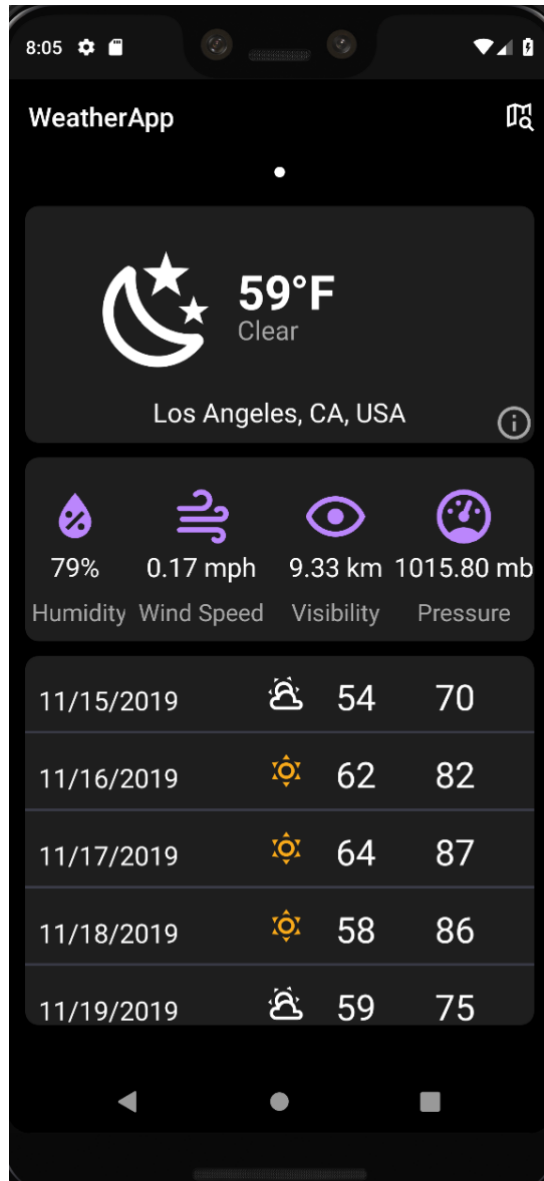 8:05
WeatherApp
59°F
Clear
Los Angeles, CA, USA
79% 0.17 mph 9.33 km 1015.80 mb
Humidity Wind Speed Visibility Pressure
11/15/2019 54 70
11/16/2019 62 82
11/17/2019 64 87
11/18/2019 58 86
11/19/2019 59 75